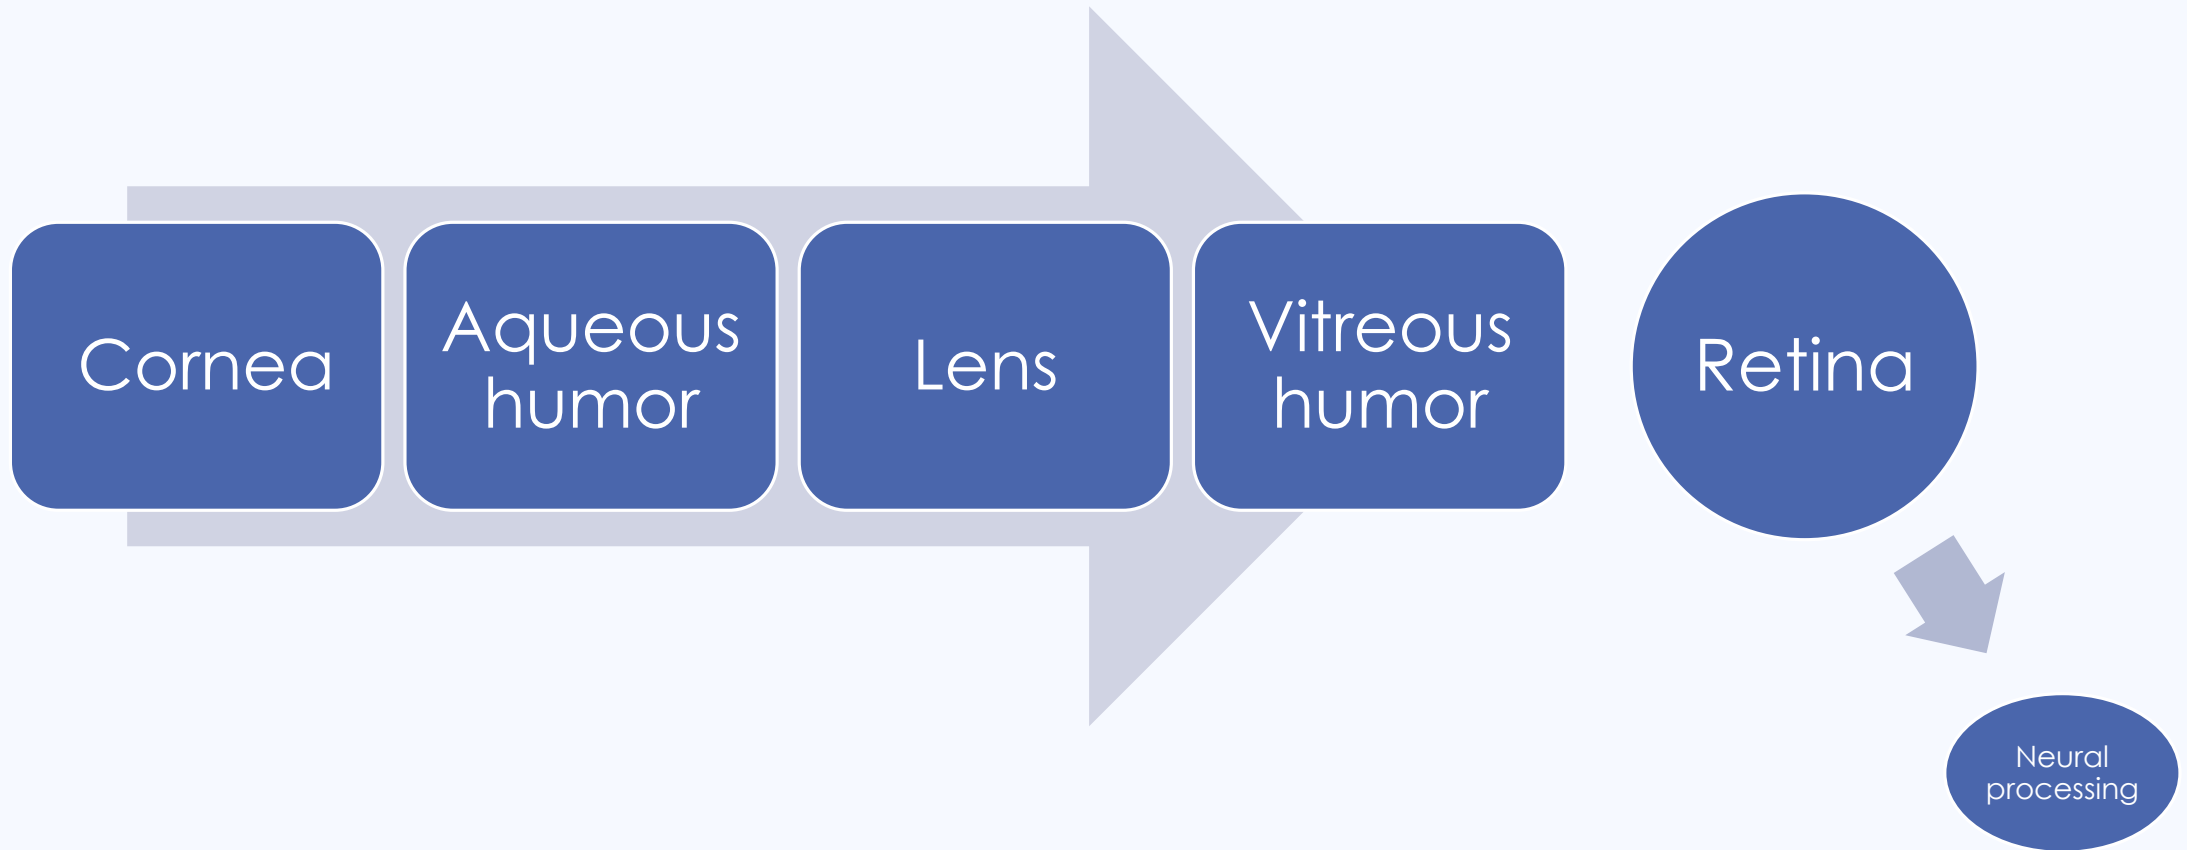 Cornea
Aqueous
humor
Lens
Vitreous
humor
Retina
Neural
processing